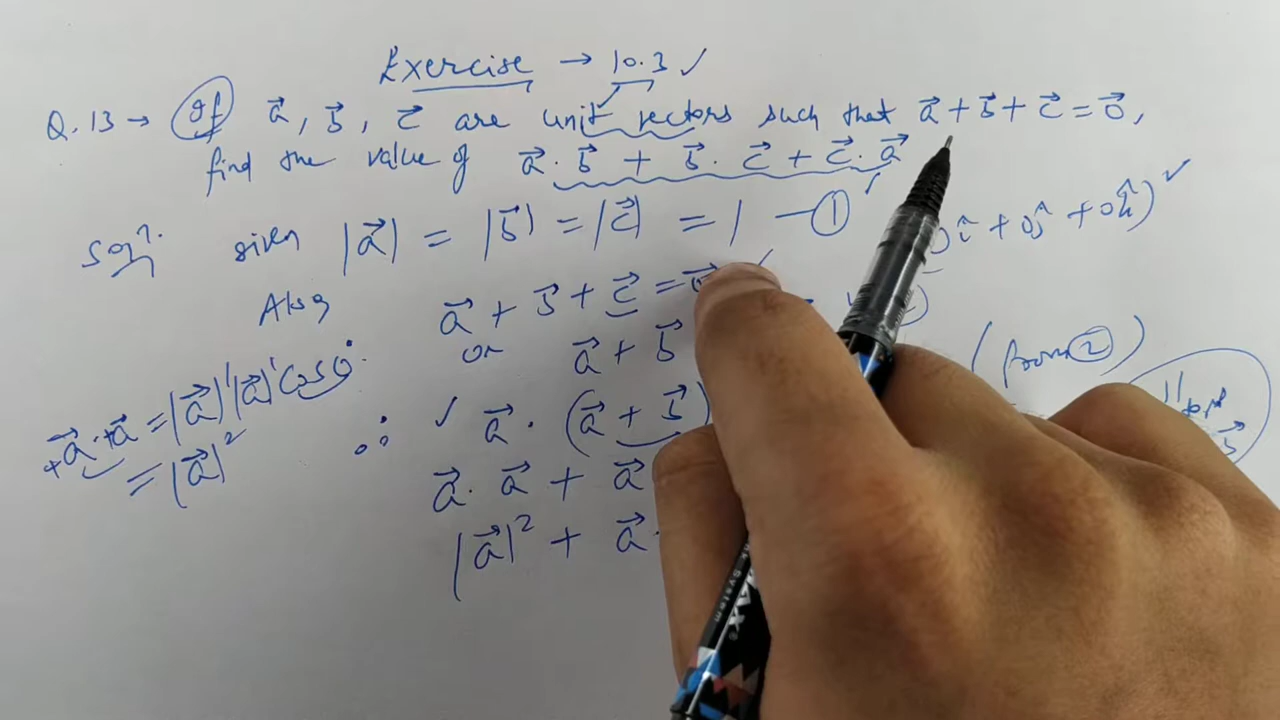 Exercise → 10.3 ✓
Q.13 → If a⃗, b⃗, c⃗ are unit vectors such that a⃗ + b⃗ + c⃗ = 0⃗,
find the value of a⃗ . b⃗ + b⃗ . c⃗ + c⃗ . a⃗
Sol?. Given |a⃗| = |b⃗| = |c⃗| = 1 — ①
0î + 0ĵ + 0k̂) ✓
Also a⃗ + b⃗ + c⃗ =
or a⃗ + b⃗
(from ②)
∴ ✓ a⃗ . (a⃗ + b⃗)
a⃗ . a⃗ + a⃗
|a⃗|² + a⃗ .
a⃗ . a⃗ = |a⃗| |a⃗| cos 0°
= |a⃗|²